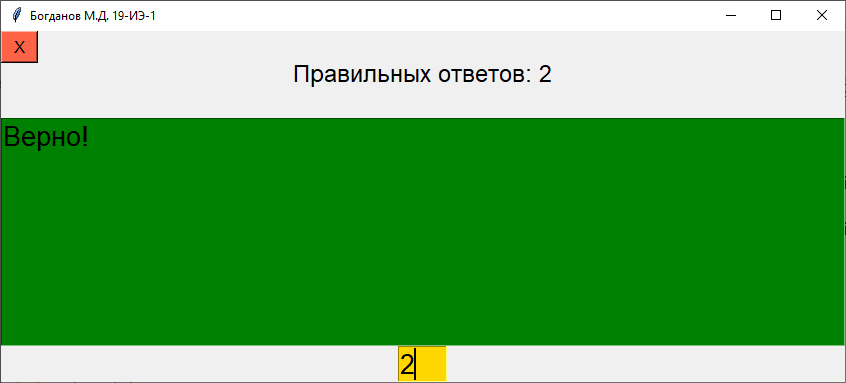 Богданов М.Д. 19-ИЭ-1
X
Правильных ответов: 2
Верно!
2